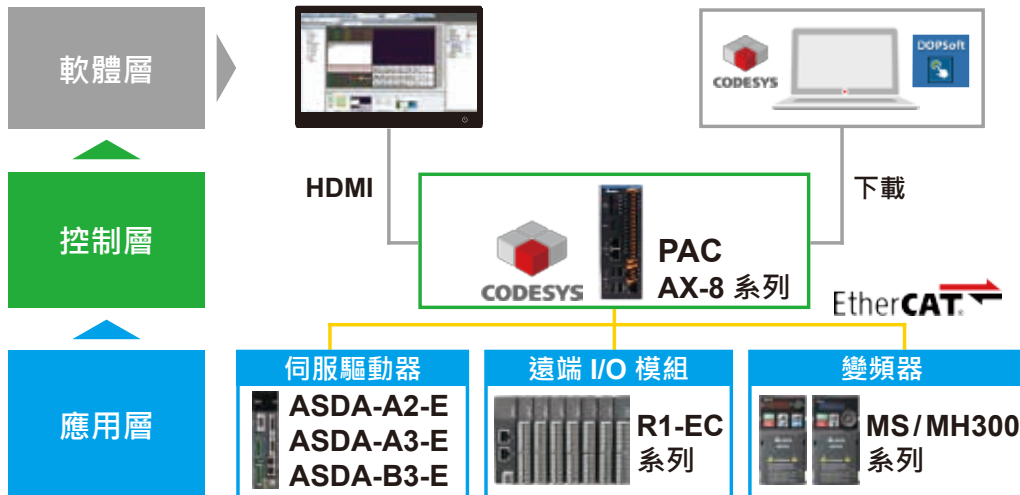 軟體層
CODESYS
DOPSoft
HDMI
下載
控制層
CODESYS
PAC
AX-8 系列
EtherCAT
應用層
伺服驅動器
ASDA-A2-E
ASDA-A3-E
ASDA-B3-E
遠端 I/O 模組
R1-EC
系列
變頻器
MS/MH300
系列